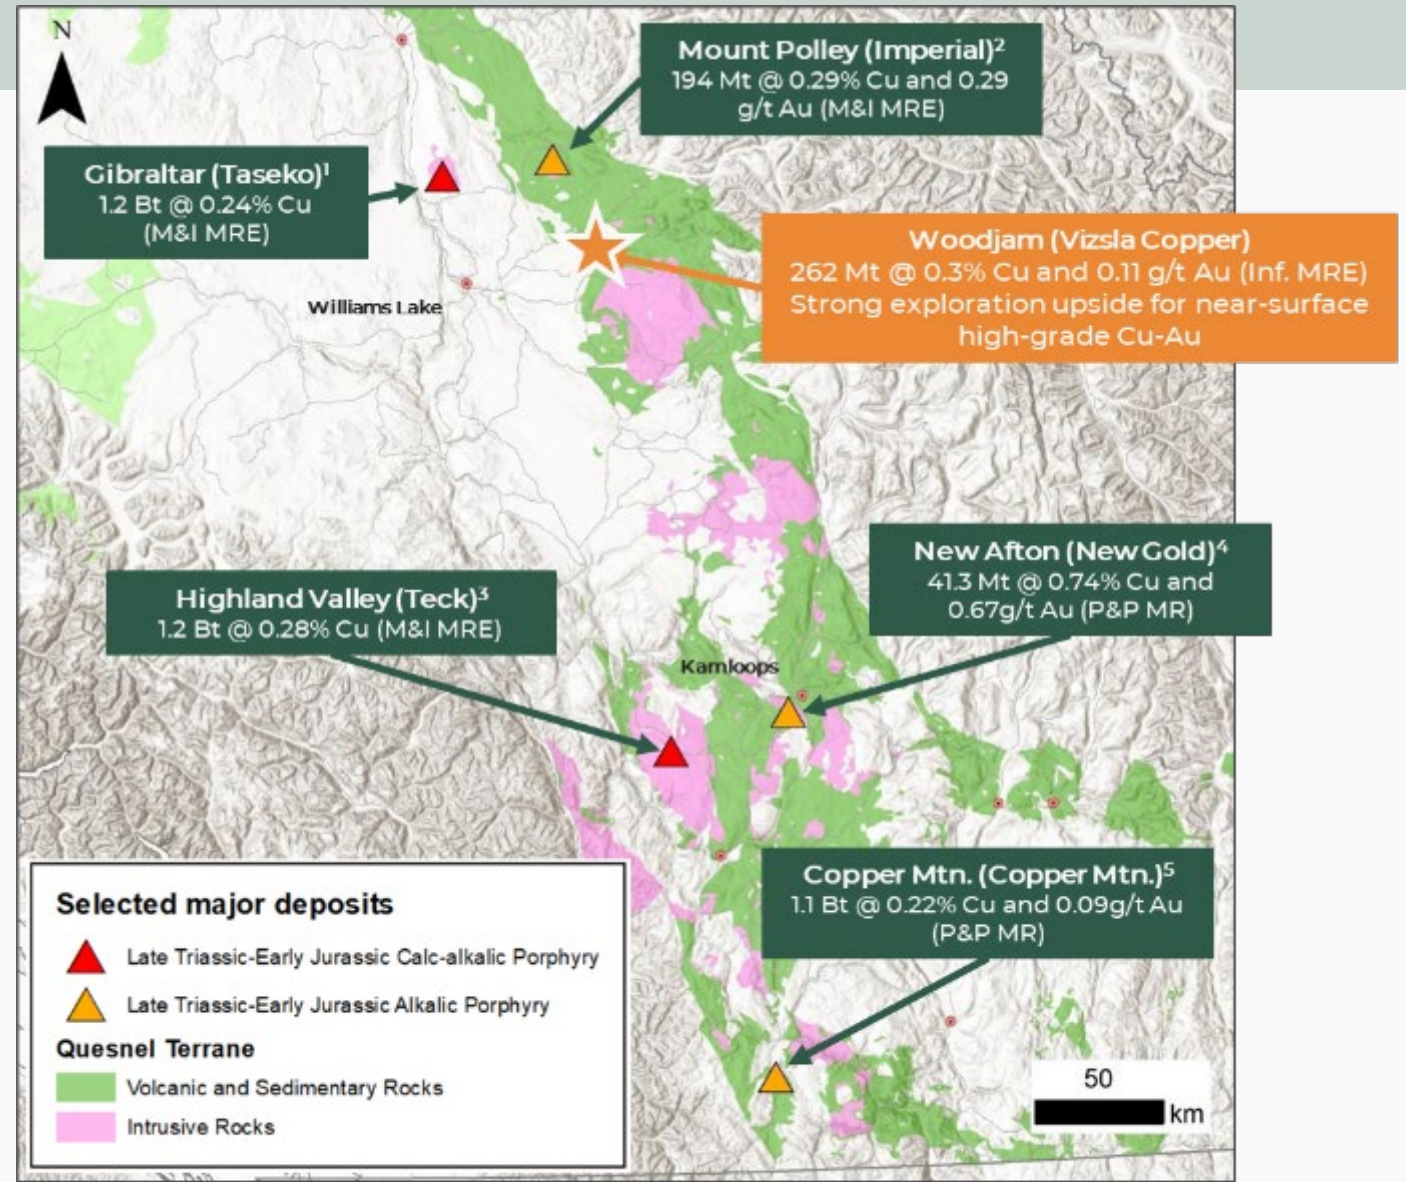 N
Mount Polley (Imperial)²
194 Mt @ 0.29% Cu and 0.29
g/t Au (M&I MRE)
Gibraltar (Taseko)¹
1.2 Bt @ 0.24% Cu
(M&I MRE)
Woodjam (Vizsla Copper)
262 Mt @ 0.3% Cu and 0.11 g/t Au (Inf. MRE)
Strong exploration upside for near-surface
high-grade Cu-Au
Williams Lake
New Afton (New Gold)⁴
41.3 Mt @ 0.74% Cu and
0.67g/t Au (P&P MR)
Highland Valley (Teck)³
1.2 Bt @ 0.28% Cu (M&I MRE)
Kamloops
Copper Mtn. (Copper Mtn.)⁵
1.1 Bt @ 0.22% Cu and 0.09g/t Au
(P&P MR)
Selected major deposits
Late Triassic-Early Jurassic Calc-alkalic Porphyry
Late Triassic-Early Jurassic Alkalic Porphyry
Quesnel Terrane
Volcanic and Sedimentary Rocks
Intrusive Rocks
50
km